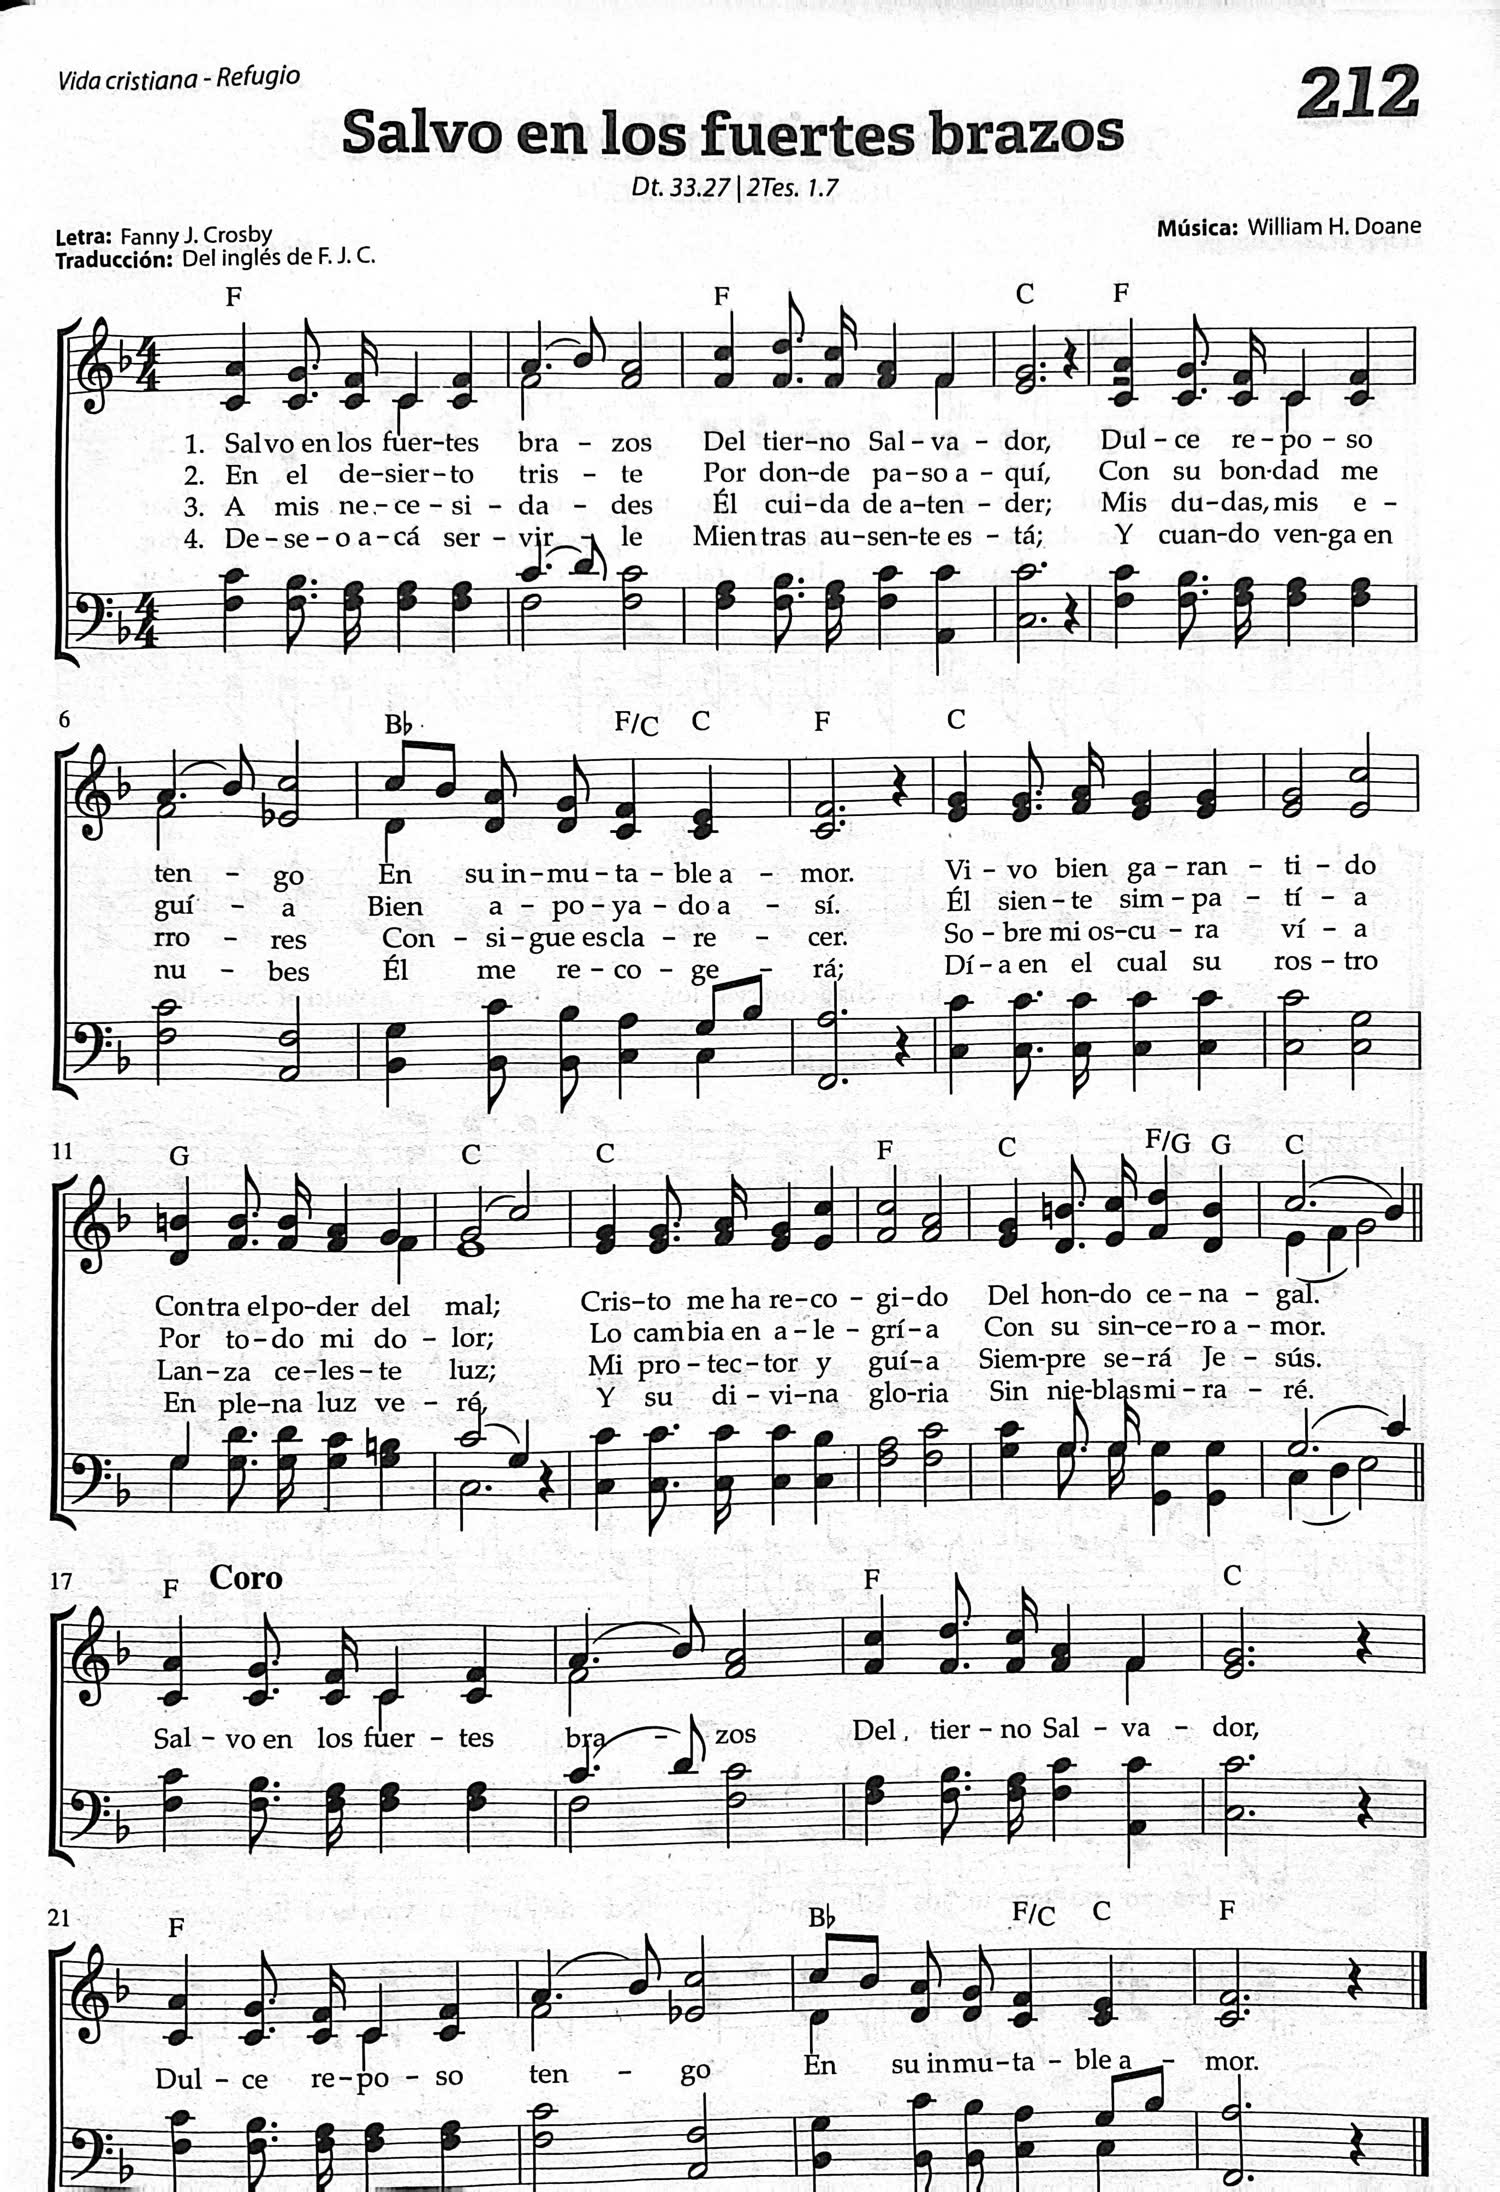 Vida cristiana - Refugio
212
Salvo en los fuertes brazos
Dt. 33.27 | 2Tes. 1.7
Letra: Fanny J. Crosby
Música: William H. Doane
Traducción: Del inglés de F. J. C.
F F C F
1. Salvo en los fuer-tes bra - zos Del tier-no Sal-va - dor, Dul-ce re-po-so
2. En el de-sier-to tris - te Por don-de pa-so a - quí, Con su bon-dad me
3. A mis ne-ce-si-da - des Él cui-da de a-ten - der; Mis du-das, mis e -
4. De-se-o a-cá ser-vir - le Mientras au-sen-te es - tá; Y cuan-do ven-ga en
6
B♭ F/C C F C
ten - go En su in-mu-ta-ble a - mor. Vi-vo bien ga-ran - ti-do
guí - a Bien a-po-ya-do a - sí. Él sien-te sim-pa - tí-a
rro - res Con-si-gue escla-re - cer. So-bre mi os-cu-ra ví-a
nu - bes Él me re-co-ge - rá; Dí-a en el cual su ros-tro
11
G C C F C F/G G C
Contra el po-der del mal; Cris-to me ha re-co - gi-do Del hon-do ce-na - gal.
Por to-do mi do - lor; Lo cambia en a-le - grí-a Con su sin-ce-ro a - mor.
Lan-za ce-les-te luz; Mi pro-tec-tor y guí-a Siem-pre se-rá Je - sús.
En ple-na luz ve - ré, Y su di-vi-na glo-ria Sin nie-blas mi-ra - ré.
17
F Coro F C
Sal-vo en los fuer-tes bra - zos Del tier-no Sal-va - dor,
21
F B♭ F/C C F
Dul-ce re-po-so ten - go En su inmu-ta-ble a - mor.